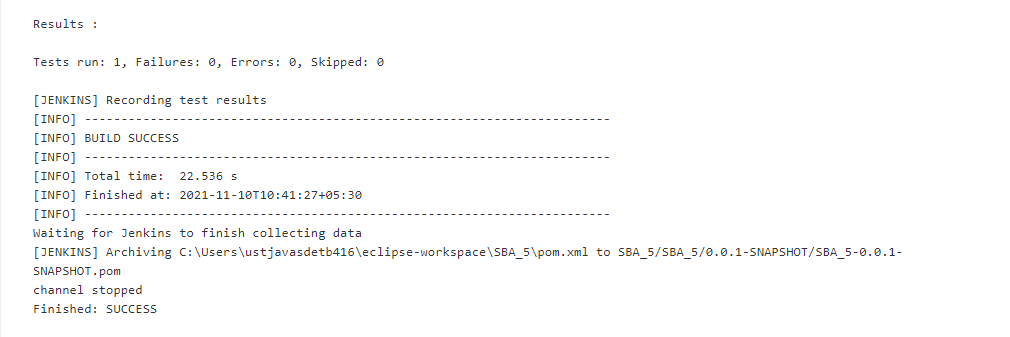 Results :
Tests run: 1, Failures: 0, Errors: 0, Skipped: 0
[JENKINS] Recording test results
[INFO] ------------------------------------------------------------------------
[INFO] BUILD SUCCESS
[INFO] ------------------------------------------------------------------------
[INFO] Total time:  22.536 s
[INFO] Finished at: 2021-11-10T10:41:27+05:30
[INFO] ------------------------------------------------------------------------
Waiting for Jenkins to finish collecting data
[JENKINS] Archiving C:\Users\ustjavasdetb416\eclipse-workspace\SBA_5\pom.xml to SBA_5/SBA_5/0.0.1-SNAPSHOT/SBA_5-0.0.1-
SNAPSHOT.pom
channel stopped
Finished: SUCCESS